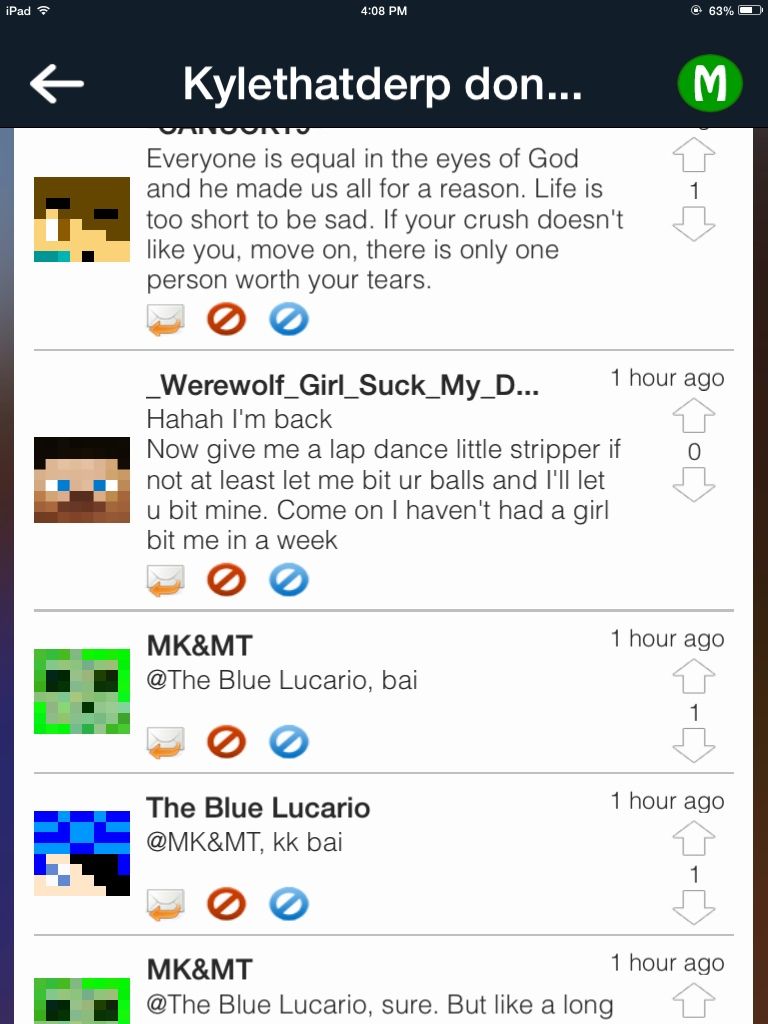 iPad
4:08 PM
63%
Kylethatderp don...
M
Everyone is equal in the eyes of God
and he made us all for a reason. Life is
too short to be sad. If your crush doesn't
like you, move on, there is only one
person worth your tears.
1
_Werewolf_Girl_Suck_My_D...
1 hour ago
Hahah I'm back
Now give me a lap dance little stripper if
not at least let me bit ur balls and I'll let
u bit mine. Come on I haven't had a girl
bit me in a week
0
MK&MT
1 hour ago
@The Blue Lucario, bai
1
The Blue Lucario
1 hour ago
@MK&MT, kk bai
1
MK&MT
1 hour ago
@The Blue Lucario, sure. But like a long